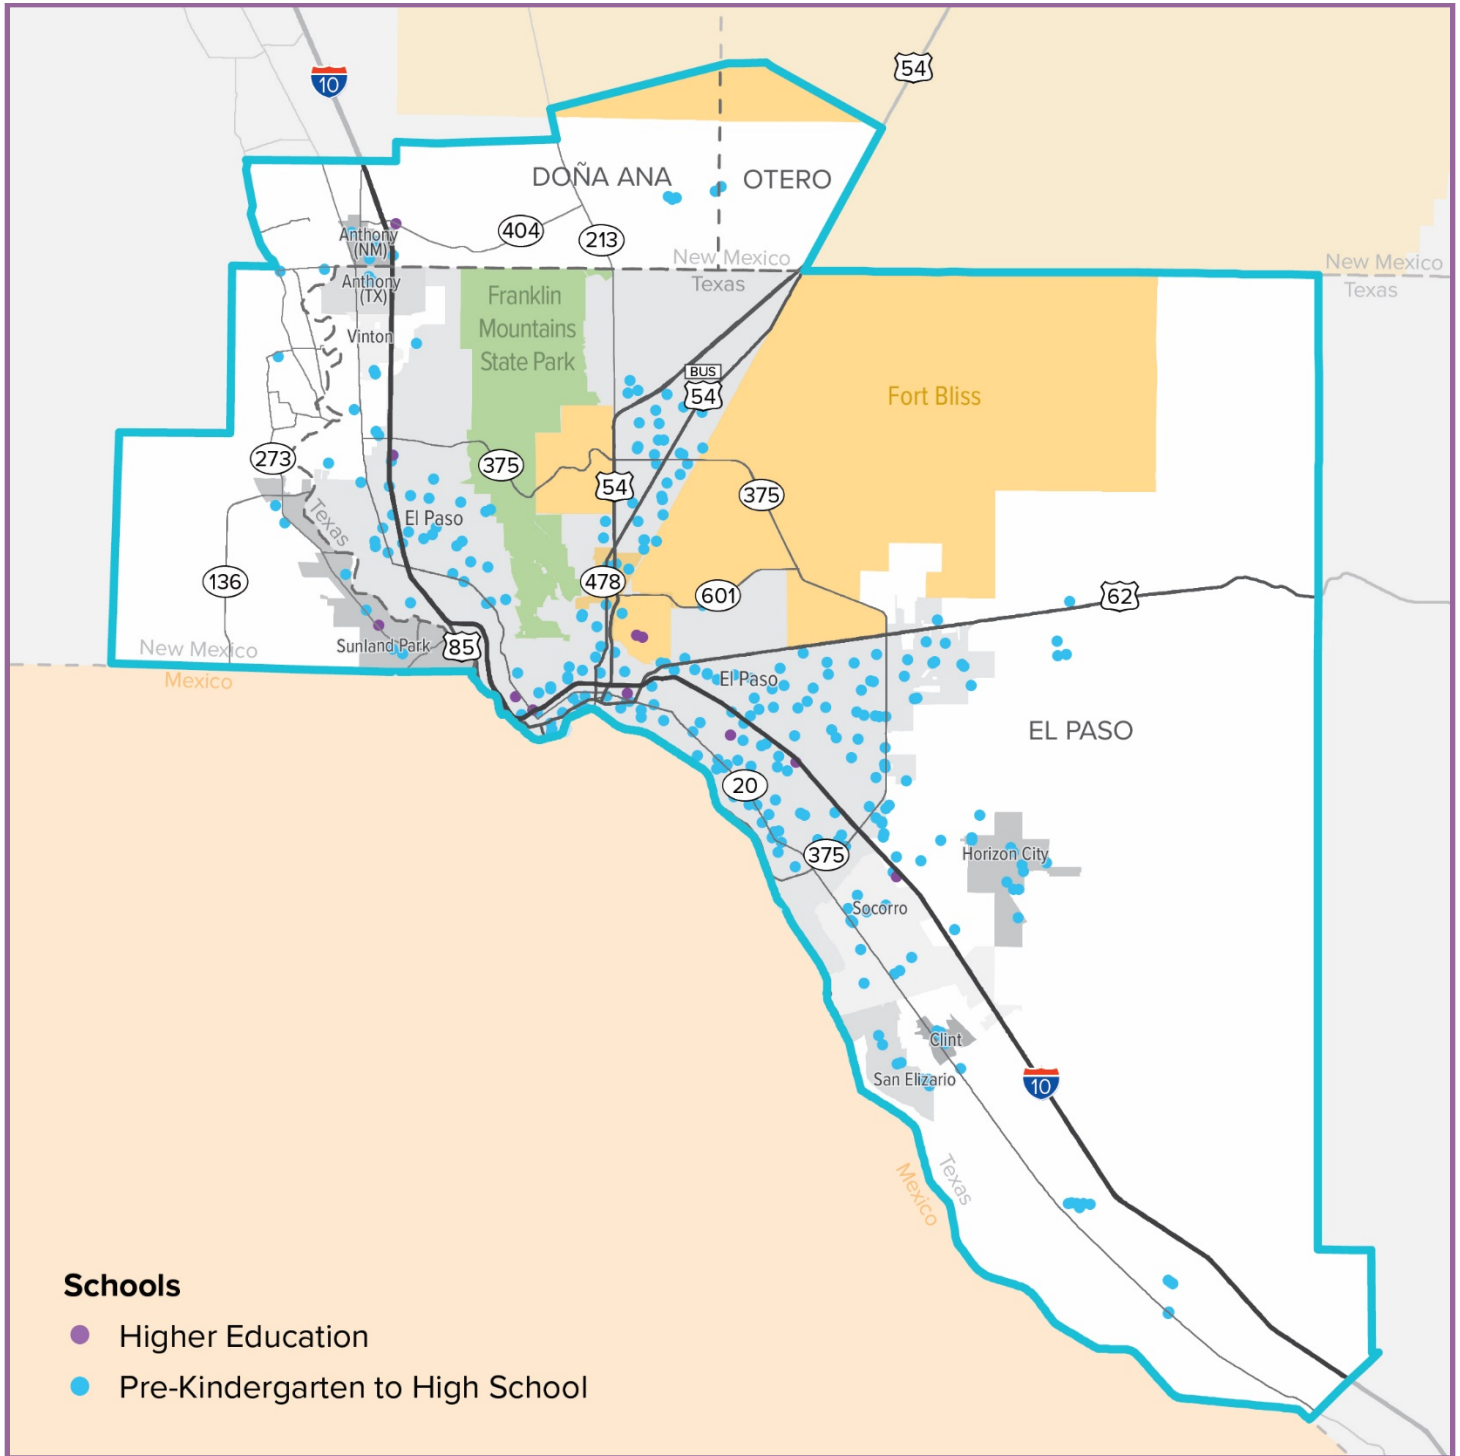 54
10
DOÑA ANA
OTERO
404
213
Anthony
(NM)
New Mexico
Texas
New Mexico
Texas
Anthony
(TX)
Franklin
Mountains
State Park
Vinton
BUS
54
Fort Bliss
273
375
54
375
Texas
El Paso
136
478
601
62
New Mexico
Mexico
Sunland Park
85
El Paso
EL PASO
20
375
Horizon City
Socorro
Clint
San Elizario
10
Texas
Mexico
Schools
Higher Education
Pre-Kindergarten to High School